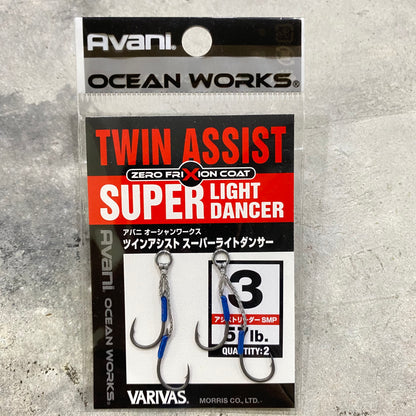 Avani®
OCEAN WORKS®
TWIN ASSIST
ZERO FRIXION COAT
SUPER LIGHT DANCER
アバニ オーシャンワークス
ツインアシスト スーパーライトダンサー
3
アシストリーダー SMP
57lb.
QUANTITY:2
Avani OCEAN WORKS
VARIVAS® MORRIS CO., LTD.